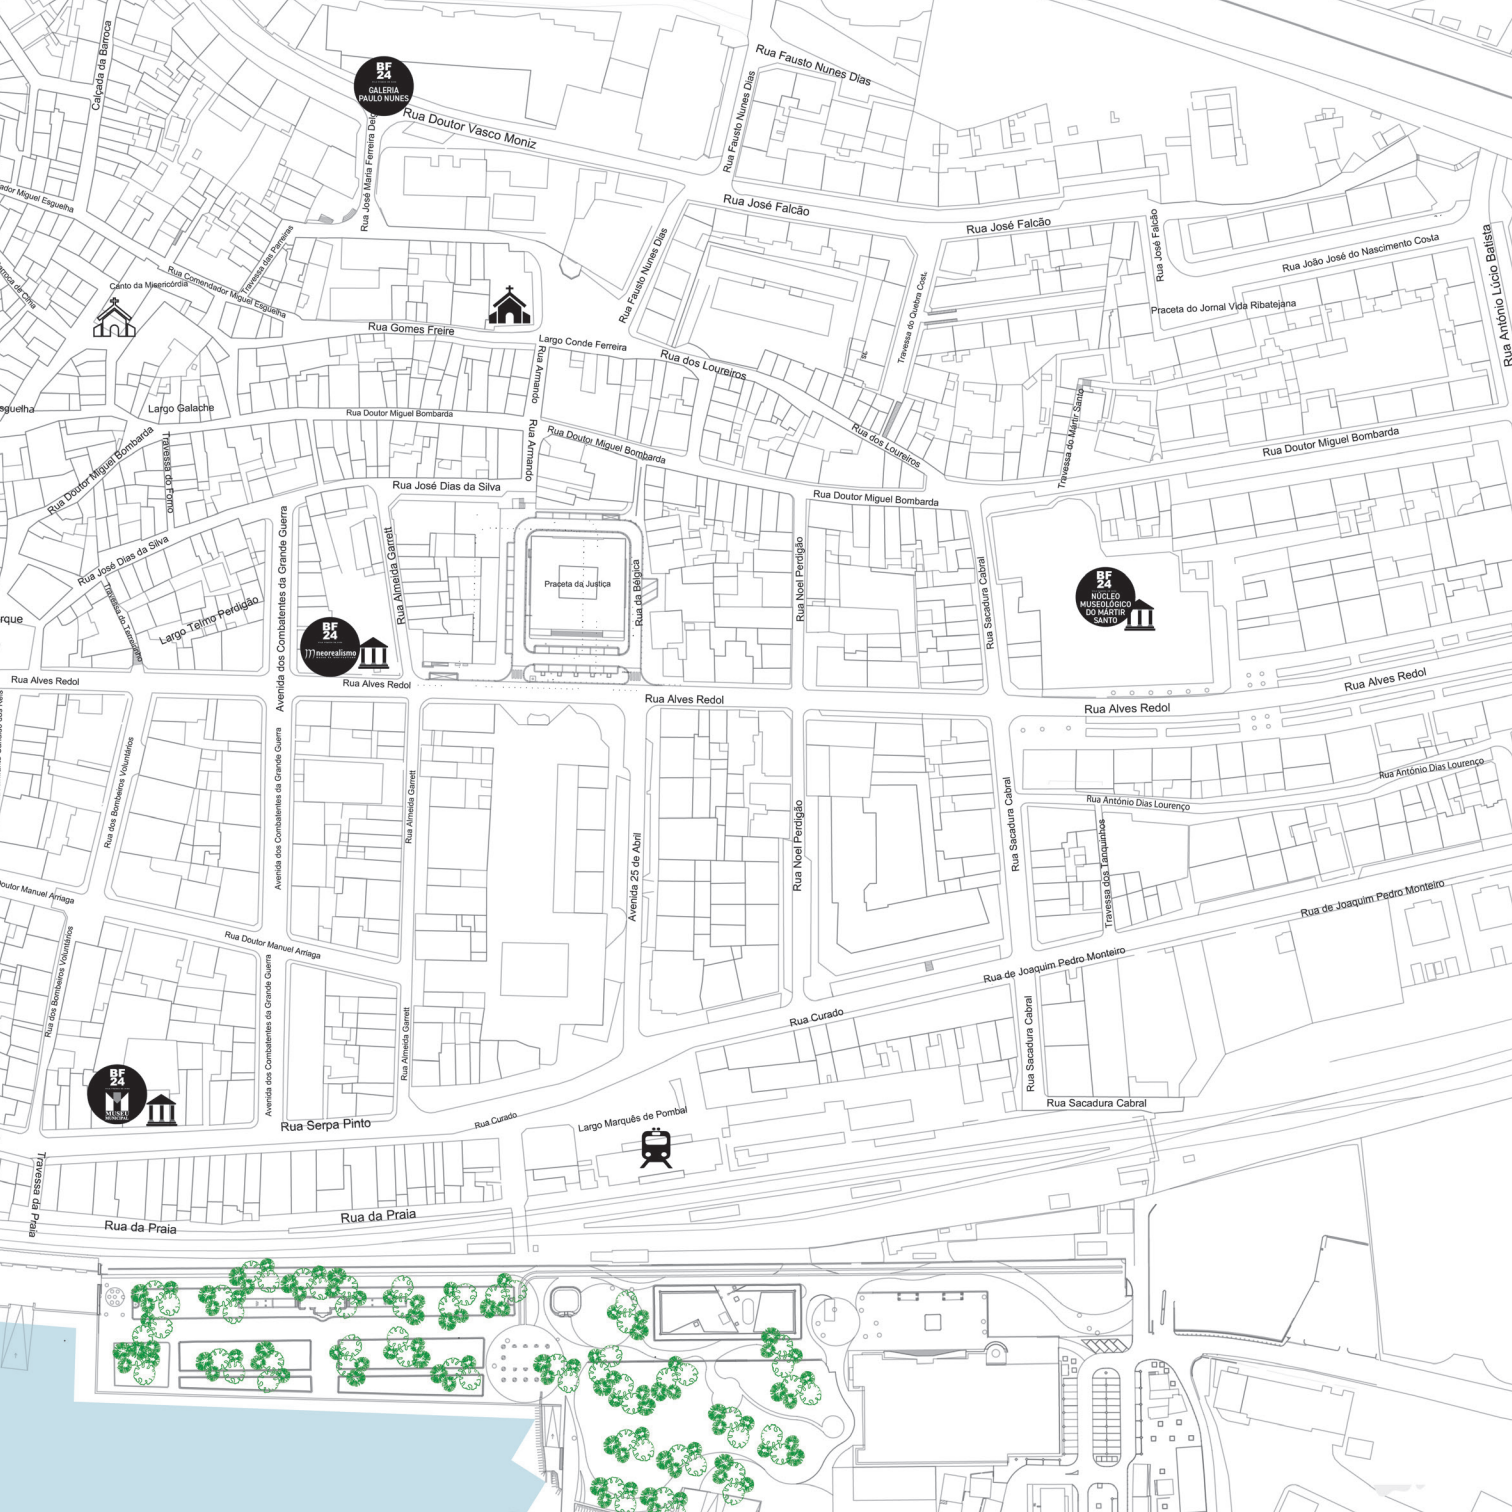 Calçada da Barroca
BF
24
GALERIA
PAULO NUNES
Rua Doutor Vasco Moniz
Rua José Maria Ferreira
Rua Fausto Nunes Dias
Rua Fausto Nunes Dias
Rua Fausto Nunes Dias
Rua José Falcão
Rua José Falcão
Rua José Falcão
Rua João José do Nascimento Costa
Rua António Lúcio Batista
Praceta do Jornal Vida Ribatejana
ador Miguel Esguelha
Travessa das Parreiras
Rua Comendador Miguel Esguelha
Canto da Misericórdia
Rua Gomes Freire
Largo Conde Ferreira
Rua dos Loureiros
Travessa do Quebra Cost.
Rua Armando
Rua Armando
sguelha
Largo Galache
Rua Doutor Miguel Bombarda
Rua Doutor Miguel Bombarda
Rua dos Loureiros
Travessa do Mártir Santo
Rua Doutor Miguel Bombarda
Rua Doutor Miguel Bombarda
Travessa do Forno
Rua José Dias da Silva
Rua Doutor Miguel Bombarda
Rua José Dias da Silva
Avenida dos Combatentes da Grande Guerra
Rua Almeida Garrett
Praceta da Justiça
Rua da Bélgica
Rua Noel Perdigão
Rua Sacadura Cabral
BF
24
NÚCLEO
MUSEOLÓGICO
DO MÁRTIR
SANTO
rque
Largo Telmo Perdigão
BF
24
neorealismo
Rua Alves Redol
Rua Alves Redol
Rua Alves Redol
Rua Alves Redol
Rua Alves Redol
Rua dos Bombeiros Voluntários
Avenida dos Combatentes da Grande Guerra
Rua Almeida Garrett
Avenida 25 de Abril
Rua Noel Perdigão
Rua Sacadura Cabral
Rua António Dias Lourenço
Rua António Dias Lourenço
Travessa dos Tanquinhos
Rua de Joaquim Pedro Monteiro
outor Manuel Arriaga
Rua Doutor Manuel Arriaga
Rua dos Bombeiros Voluntários
Avenida dos Combatentes da Grande Guerra
Rua Almeida Garrett
Rua de Joaquim Pedro Monteiro
Rua Curado
Rua Sacadura Cabral
Rua Sacadura Cabral
BF
24
MUSEU
MUNICIPAL
Rua Serpa Pinto
Rua Curado
Largo Marquês de Pombal
Travessa da Praia
Rua da Praia
Rua da Praia